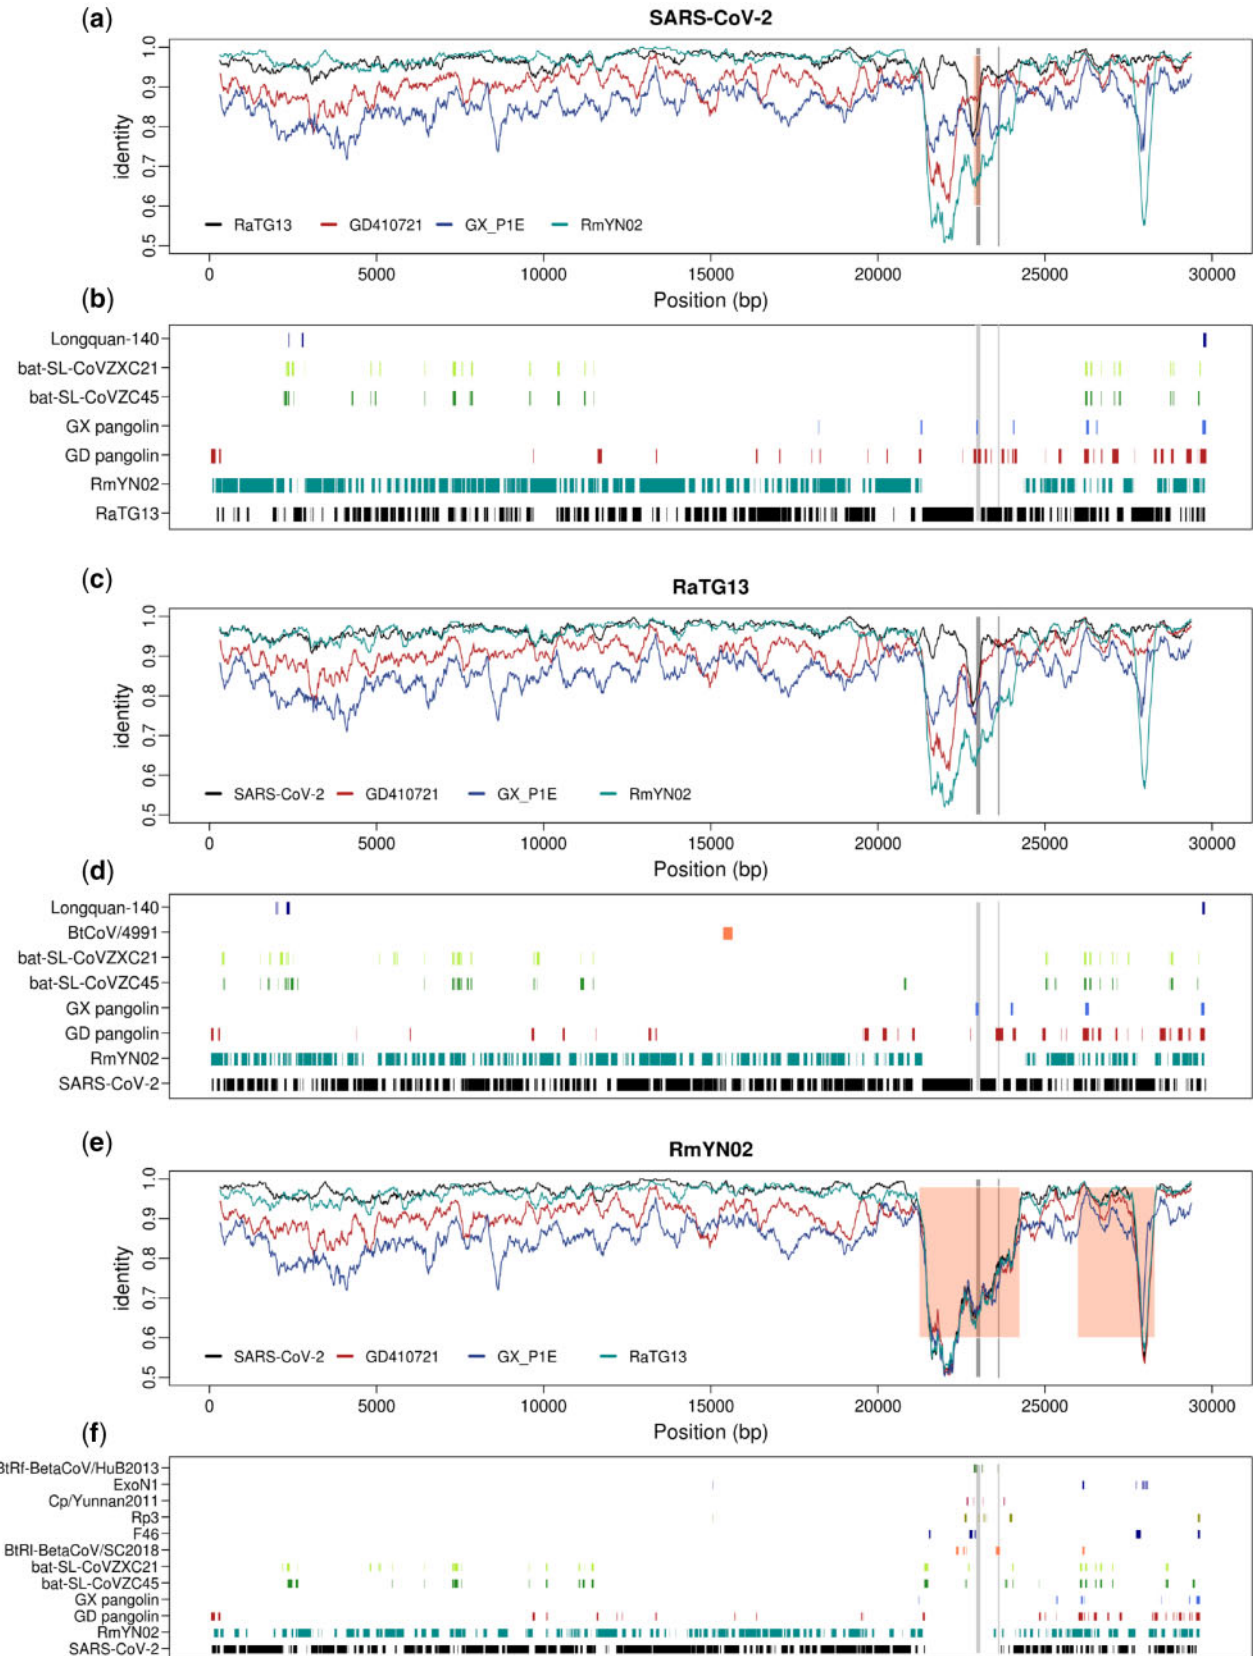 (a)
SARS-CoV-2
identity
1.0
0.9
0.8
0.7
0.6
0.5
RaTG13 GD410721 GX_P1E RmYN02
0 5000 10000 15000 20000 25000 30000
Position (bp)
(b)
Longquan-140
bat-SL-CoVZXC21
bat-SL-CoVZC45
GX pangolin
GD pangolin
RmYN02
RaTG13
(c)
RaTG13
identity
1.0
0.9
0.8
0.7
0.6
0.5
SARS-CoV-2 GD410721 GX_P1E RmYN02
0 5000 10000 15000 20000 25000 30000
Position (bp)
(d)
Longquan-140
BtCoV/4991
bat-SL-CoVZXC21
bat-SL-CoVZC45
GX pangolin
GD pangolin
RmYN02
SARS-CoV-2
(e)
RmYN02
identity
1.0
0.9
0.8
0.7
0.6
0.5
SARS-CoV-2 GD410721 GX_P1E RaTG13
0 5000 10000 15000 20000 25000 30000
Position (bp)
(f)
BtRf-BetaCoV/HuB2013
ExoN1
Cp/Yunnan2011
Rp3
F46
BtRl-BetaCoV/SC2018
bat-SL-CoVZXC21
bat-SL-CoVZC45
GX pangolin
GD pangolin
RmYN02
SARS-CoV-2